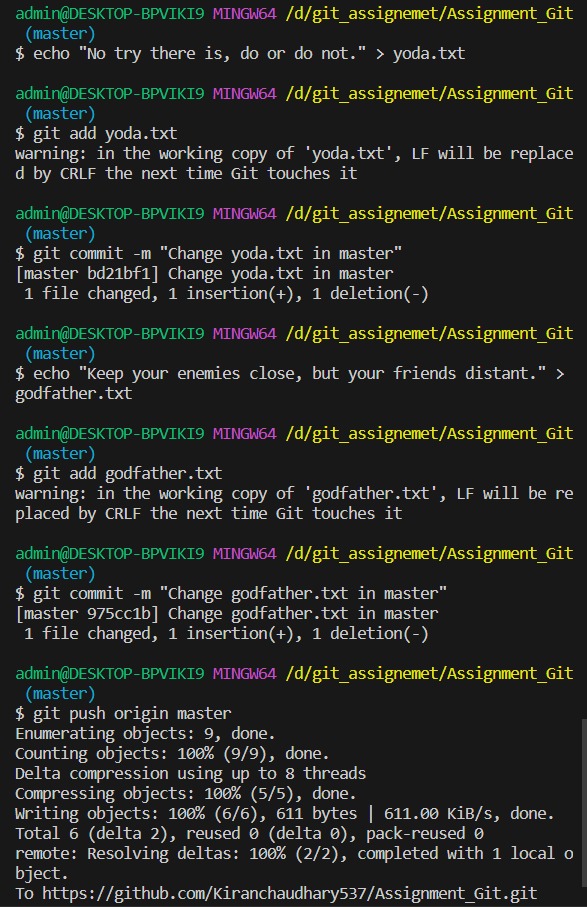 admin@DESKTOP-BPVIKI9 MINGW64 /d/git_assignemet/Assignment_Git
(master)
$ echo "No try there is, do or do not." > yoda.txt
admin@DESKTOP-BPVIKI9 MINGW64 /d/git_assignemet/Assignment_Git
(master)
$ git add yoda.txt
warning: in the working copy of 'yoda.txt', LF will be replace
d by CRLF the next time Git touches it
admin@DESKTOP-BPVIKI9 MINGW64 /d/git_assignemet/Assignment_Git
(master)
$ git commit -m "Change yoda.txt in master"
[master bd21bf1] Change yoda.txt in master
1 file changed, 1 insertion(+), 1 deletion(-)
admin@DESKTOP-BPVIKI9 MINGW64 /d/git_assignemet/Assignment_Git
(master)
$ echo "Keep your enemies close, but your friends distant." >
godfather.txt
admin@DESKTOP-BPVIKI9 MINGW64 /d/git_assignemet/Assignment_Git
(master)
$ git add godfather.txt
warning: in the working copy of 'godfather.txt', LF will be re
placed by CRLF the next time Git touches it
admin@DESKTOP-BPVIKI9 MINGW64 /d/git_assignemet/Assignment_Git
(master)
$ git commit -m "Change godfather.txt in master"
[master 975cc1b] Change godfather.txt in master
1 file changed, 1 insertion(+), 1 deletion(-)
admin@DESKTOP-BPVIKI9 MINGW64 /d/git_assignemet/Assignment_Git
(master)
$ git push origin master
Enumerating objects: 9, done.
Counting objects: 100% (9/9), done.
Delta compression using up to 8 threads
Compressing objects: 100% (5/5), done.
Writing objects: 100% (6/6), 611 bytes | 611.00 KiB/s, done.
Total 6 (delta 2), reused 0 (delta 0), pack-reused 0
remote: Resolving deltas: 100% (2/2), completed with 1 local o
bject.
To https://github.com/Kiranchaudhary537/Assignment_Git.git